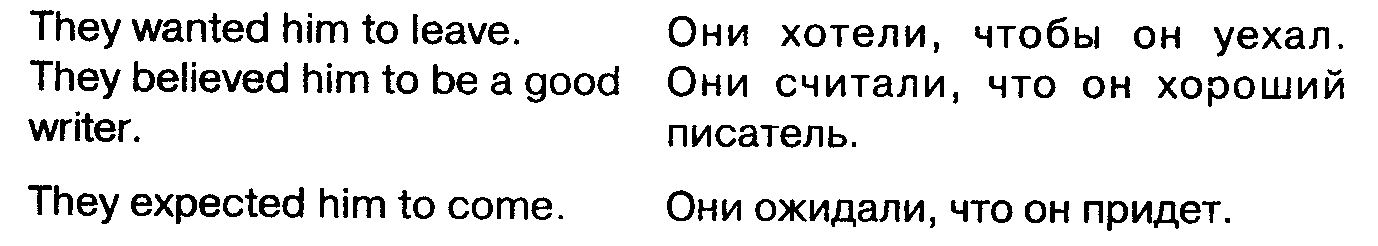 They wanted him to leave.
Они хотели, чтобы он уехал.
They believed him to be a good
writer.
Они считали, что он хороший
писатель.
They expected him to come.
Они ожидали, что он придет.